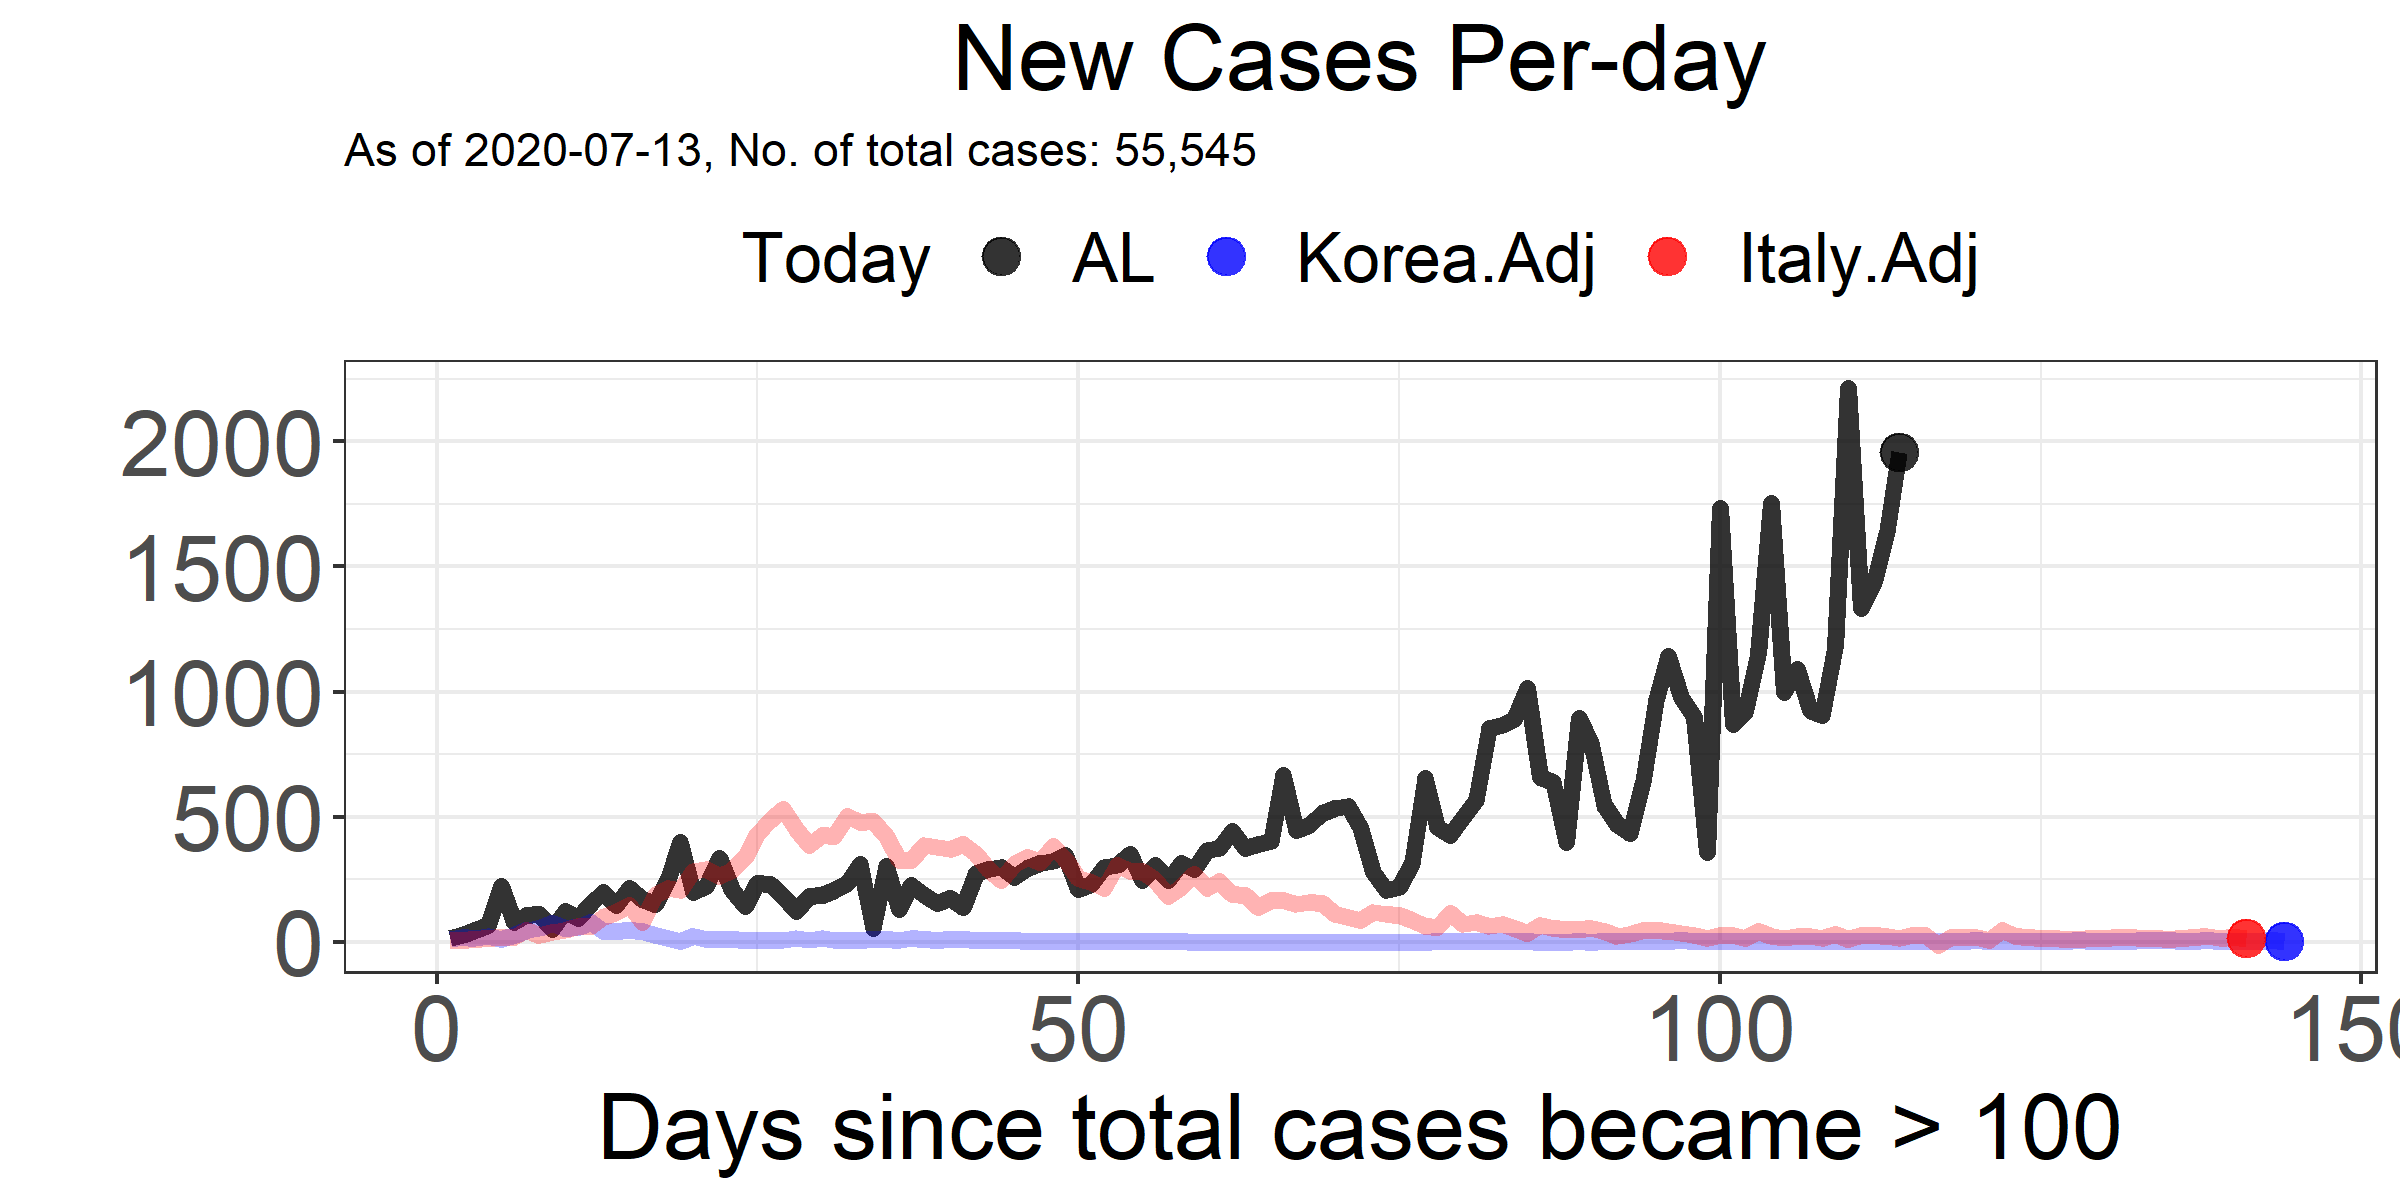 New Cases Per-day
As of 2020-07-13, No. of total cases: 55,545
Today AL Korea.Adj Italy.Adj
2000
1500
1000
500
0
0 50 100 150
Days since total cases became > 100